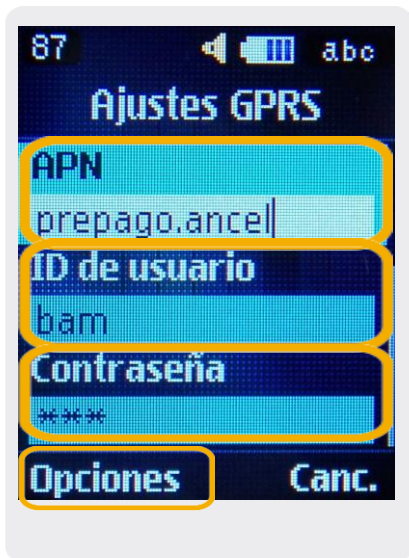 87 abc
Ajustes GPRS
APN
prepago.ancel
ID de usuario
bam
Contraseña
***
Opciones Canc.